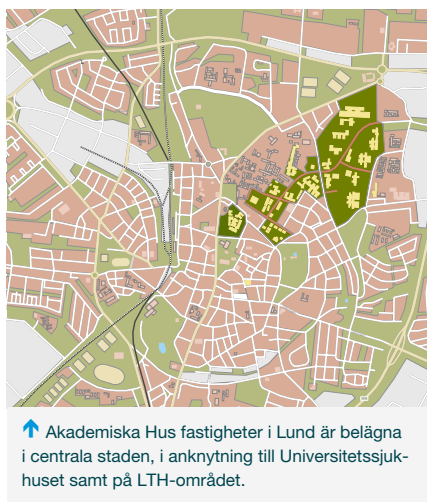 Akademiska Hus fastigheter i Lund är belägna
i centrala staden, i anknytning till Universitetssjuk-
huset samt på LTH-området.